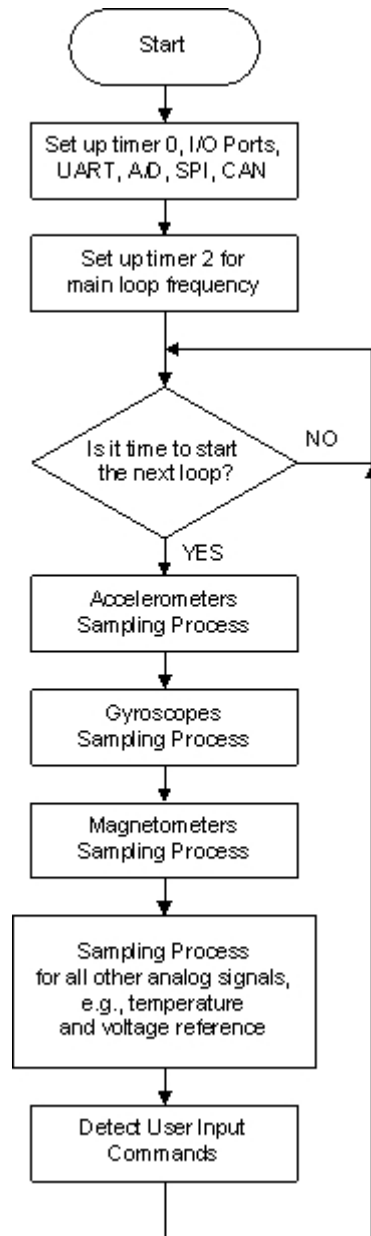 Start
Set up timer 0, I/O Ports,
UART, A/D, SPI, CAN
Set up timer 2 for
main loop frequency
Is it time to start
the next loop?
NO
YES
Accelerometers
Sampling Process
Gyroscopes
Sampling Process
Magnetometers
Sampling Process
Sampling Process
for all other analog signals,
e.g., temperature
and voltage reference
Detect User Input
Commands